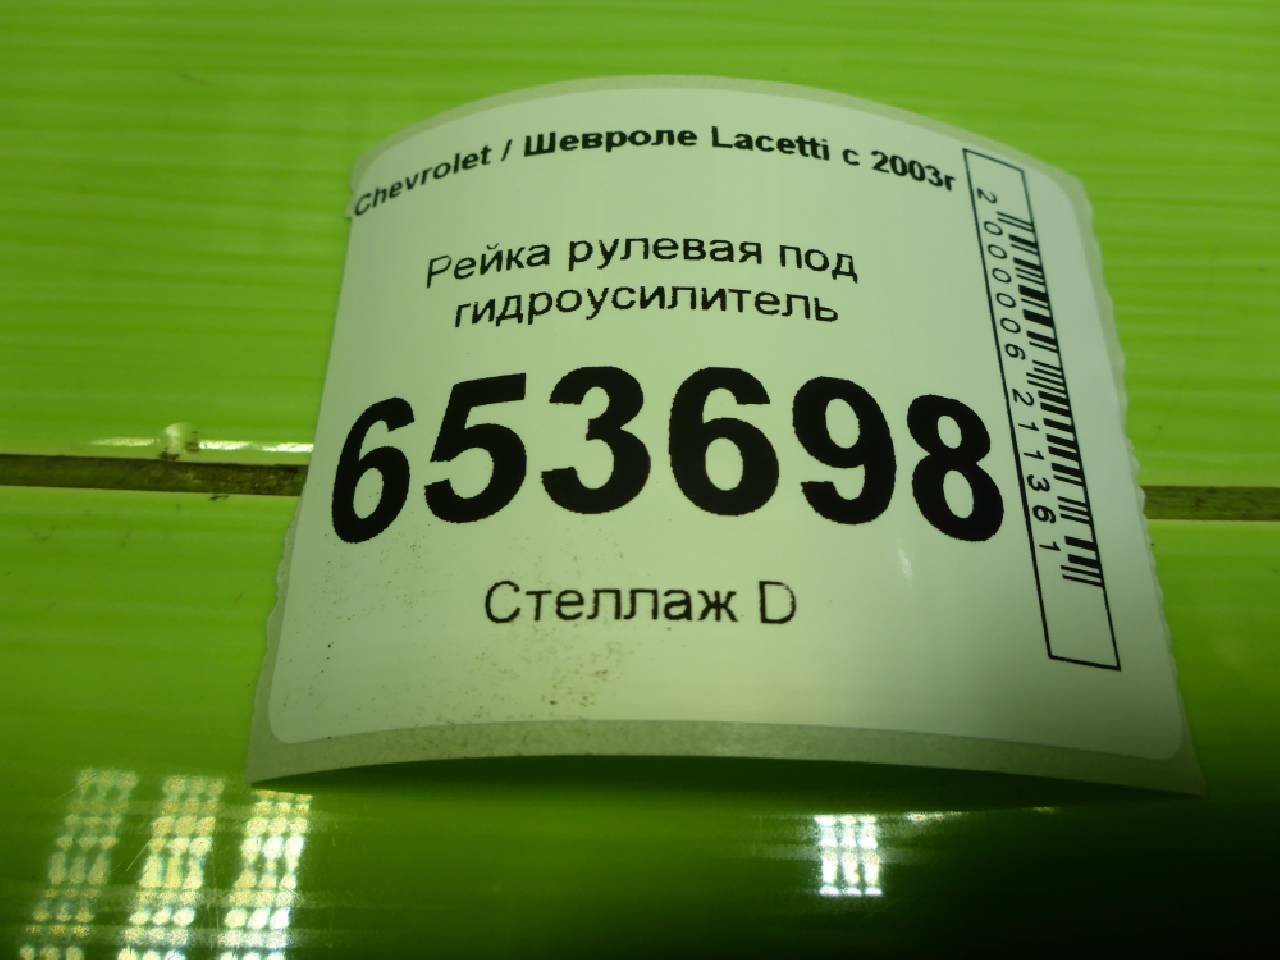 Chevrolet / Шевроле Lacetti с 2003г
Рейка рулевая под
гидроусилитель
653698
Стеллаж D
2000006211361